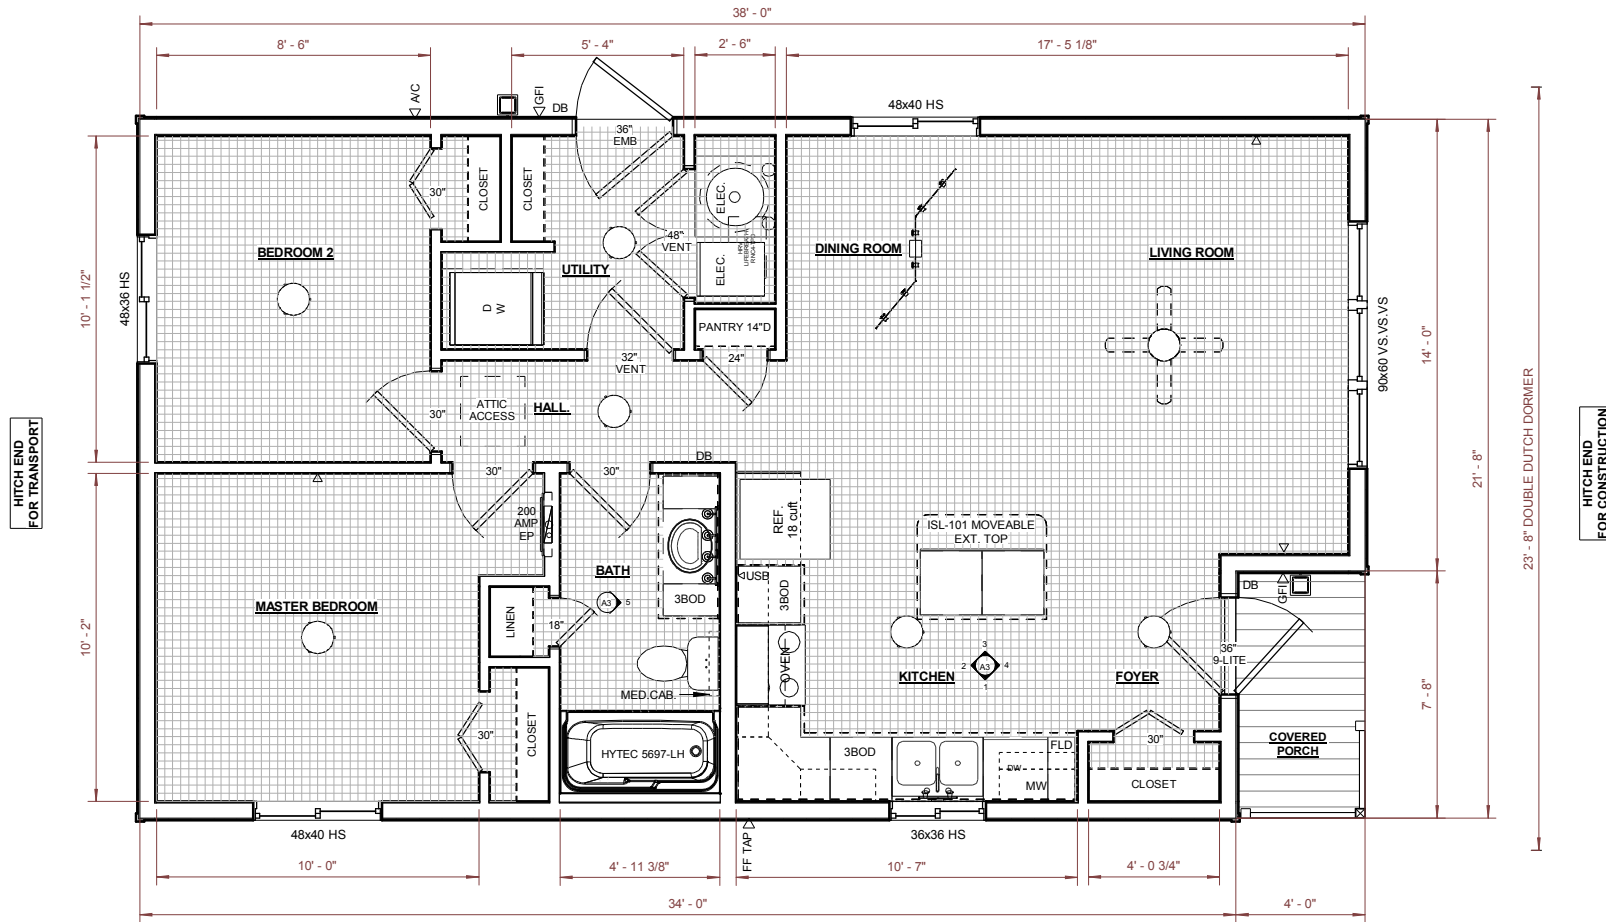 38' - 0"
8' - 6"
5' - 4"
2' - 6"
17' - 5 1/8"
A/C
GFI
DB
48x40 HS
36"
EMB
CLOSET
CLOSET
30"
ELEC.
ELEC.
48"
VENT
BEDROOM 2
UTILITY
DINING ROOM
LIVING ROOM
10' - 1 1/2"
48x36 HS
D
W
PANTRY 14"D
24"
32"
VENT
90x60 VS.VS.VS
14' - 0"
21' - 8"
23' - 8" DOUBLE DUTCH DORMER
HITCH END
FOR TRANSPORT
HITCH END
FOR CONSTRUCTION
30"
ATTIC
ACCESS
HALL.
30"
30"
DB
200
AMP
EP
REF.
18 cuft
ISL-101 MOVEABLE
EXT. TOP
BATH
USB
3BOD
3BOD
A3
5
DB
GFI
MASTER BEDROOM
LINEN
18"
10' - 2"
OVEN
KITCHEN
3
2
A3
4
1
FOYER
36"
9-LITE
MED.CAB.
7' - 8"
30"
CLOSET
HYTEC 5697-LH
3BOD
DW
FLD
MW
30"
CLOSET
COVERED
PORCH
48x40 HS
FF TAP
36x36 HS
10' - 0"
4' - 11 3/8"
10' - 7"
4' - 0 3/4"
34' - 0"
4' - 0"